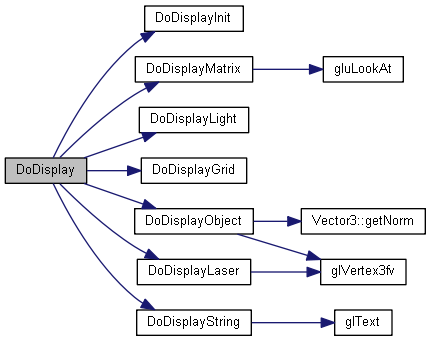 DoDisplayInit
DoDisplayMatrix
gluLookAt
DoDisplayLight
DoDisplay
DoDisplayGrid
DoDisplayObject
Vector3::getNorm
DoDisplayLaser
glVertex3fv
DoDisplayString
glText